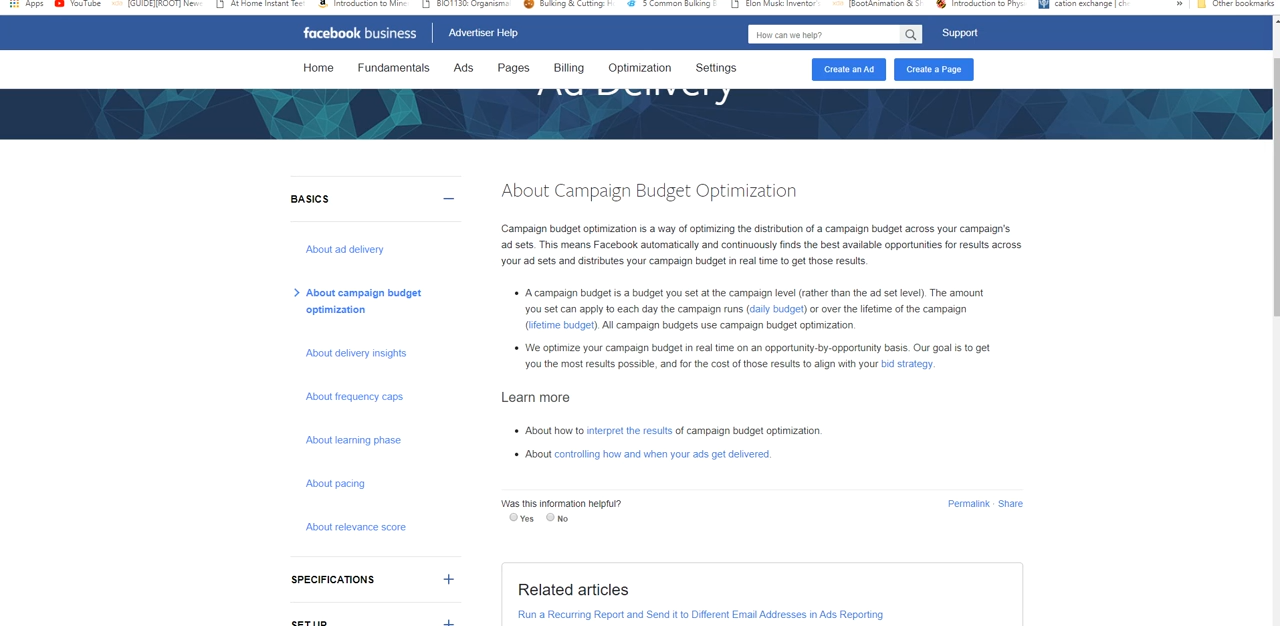 Apps YouTube [GUIDE][ROOT] New At Home Instant Tee Introduction to Mine BIO1130: Organismal Bulking & Cutting: H 5 Common Bulking Elon Musk: Inventor's [BootAnimation & Introduction to Phys cation exchange | che » Other bookmarks
facebook business Advertiser Help How can we help? Support
Home Fundamentals Ads Pages Billing Optimization Settings Create an Ad Create a Page
Ad Delivery
BASICS
About ad delivery
About campaign budget
optimization
About delivery insights
About frequency caps
About learning phase
About pacing
About relevance score
SPECIFICATIONS
SET UP
About Campaign Budget Optimization
Campaign budget optimization is a way of optimizing the distribution of a campaign budget across your campaign's
ad sets. This means Facebook automatically and continuously finds the best available opportunities for results across
your ad sets and distributes your campaign budget in real time to get those results.
• A campaign budget is a budget you set at the campaign level (rather than the ad set level). The amount
you set can apply to each day the campaign runs (daily budget) or over the lifetime of the campaign
(lifetime budget). All campaign budgets use campaign budget optimization.
• We optimize your campaign budget in real time on an opportunity-by-opportunity basis. Our goal is to get
you the most results possible, and for the cost of those results to align with your bid strategy.
Learn more
• About how to interpret the results of campaign budget optimization.
• About controlling how and when your ads get delivered.
Was this information helpful? Permalink · Share
Yes No
Related articles
Run a Recurring Report and Send it to Different Email Addresses in Ads Reporting